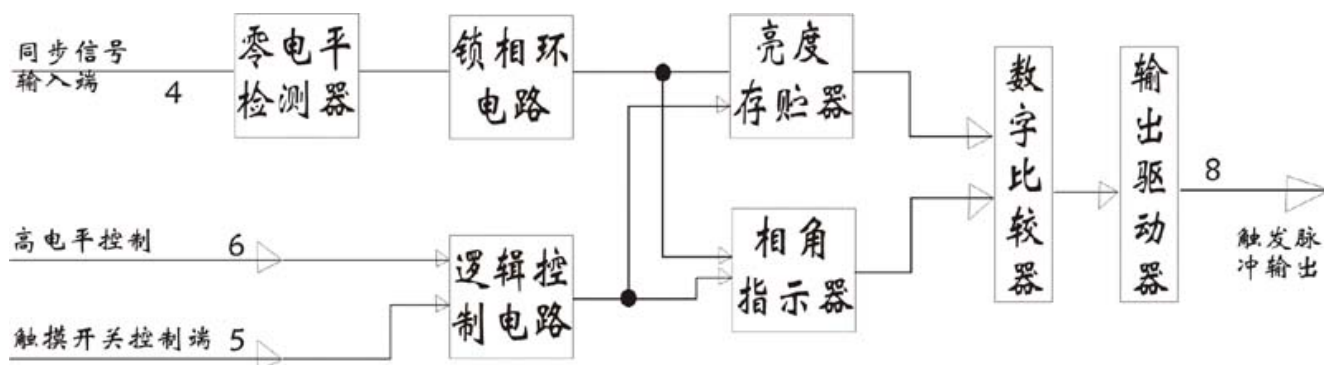 同步信号
输入端
4
零电平
检测器
锁相环
电路
亮度
存贮器
数字比较器
输出驱动器
8
触发脉
冲输出
高电平控制
6
逻辑控
制电路
相角
指示器
触摸开关控制端
5